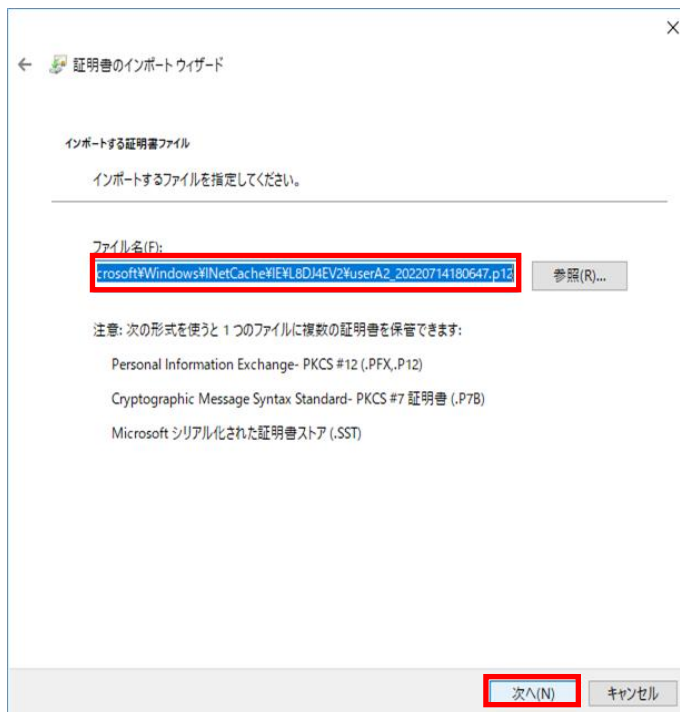 証明書のインポート ウィザード
インポートする証明書ファイル
インポートするファイルを指定してください。
ファイル名(F):
crosoft¥Windows¥INetCache¥IE¥L8DJ4EV2¥userA2_20220714180647.p12
参照(R)...
注意: 次の形式を使うと 1 つのファイルに複数の証明書を保管できます:
Personal Information Exchange- PKCS #12 (.PFX,.P12)
Cryptographic Message Syntax Standard- PKCS #7 証明書 (.P7B)
Microsoft シリアル化された証明書ストア (.SST)
次へ(N)
キャンセル